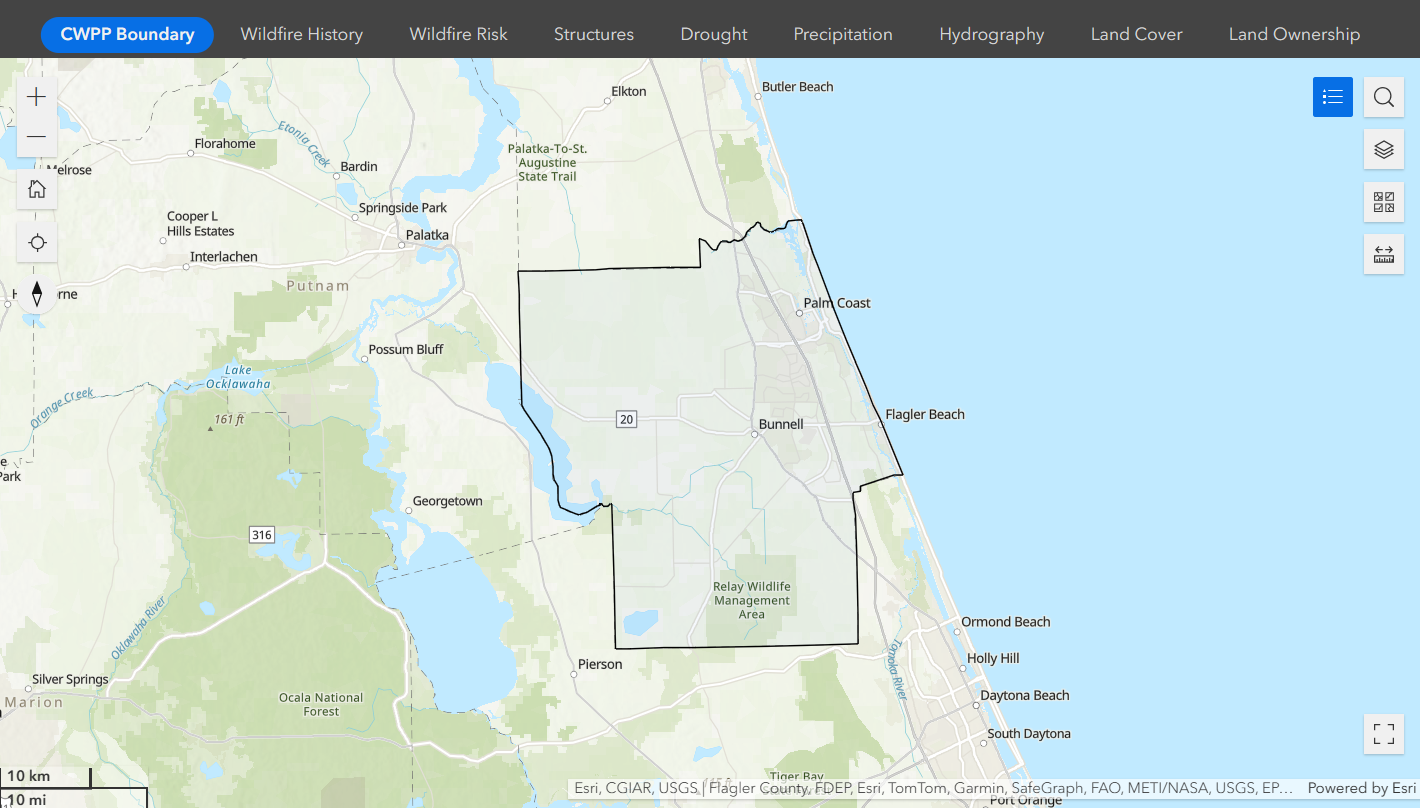 CWPP Boundary
Wildfire History
Wildfire Risk
Structures
Drought
Precipitation
Hydrography
Land Cover
Land Ownership
Butler Beach
Elkton
Etonia Creek
Florahome
Palatka-To-St.
Augustine
State Trail
Bardin
Melrose
Springside Park
Cooper L
Hills Estates
Palatka
Interlachen
Putnam
Palm Coast
Possum Bluff
Lake
Ocklawaha
Orange Creek
161 ft
20
Flagler Beach
Bunnell
Park
Georgetown
316
Relay Wildlife
Management
Area
Ocklawaha River
Ormond Beach
Tomoka River
Holly Hill
Pierson
Silver Springs
Marion
Ocala National
Forest
Daytona Beach
South Daytona
10 km
10 mi
Tiger Bay
Esri, CGIAR, USGS | Flagler County, FDEP, Esri, TomTom, Garmin, SafeGraph, FAO, METI/NASA, USGS, EP...
Powered by Esri
Port Orange